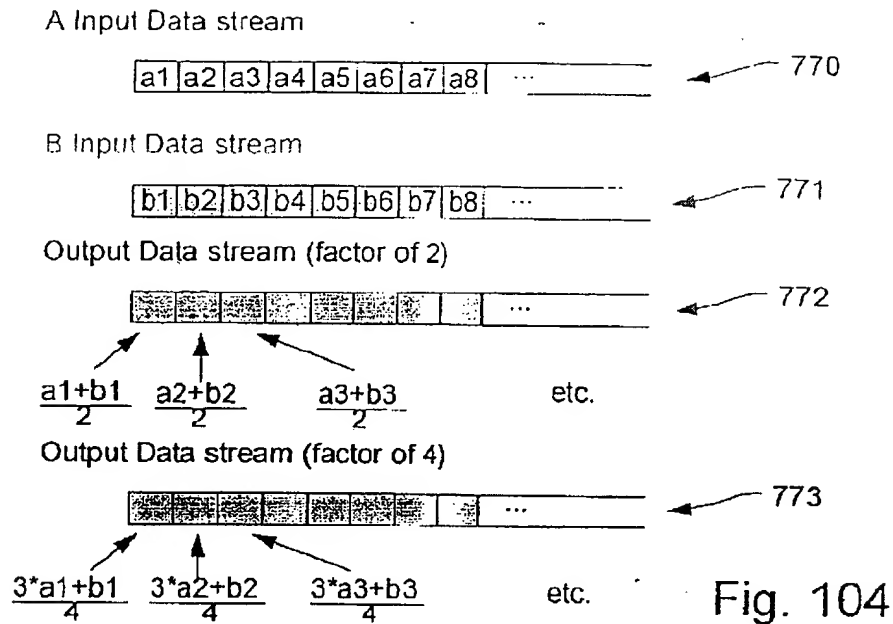 A Input Data stream
a1 a2 a3 a4 a5 a6 a7 a8 ... 770
B Input Data stream
b1 b2 b3 b4 b5 b6 b7 b8 ... 771
Output Data stream (factor of 2)
... 772
a1+b1 a2+b2 a3+b3 etc.
2 2 2
Output Data stream (factor of 4)
... 773
3*a1+b1 3*a2+b2 3*a3+b3 etc.
4 4 4
Fig. 104